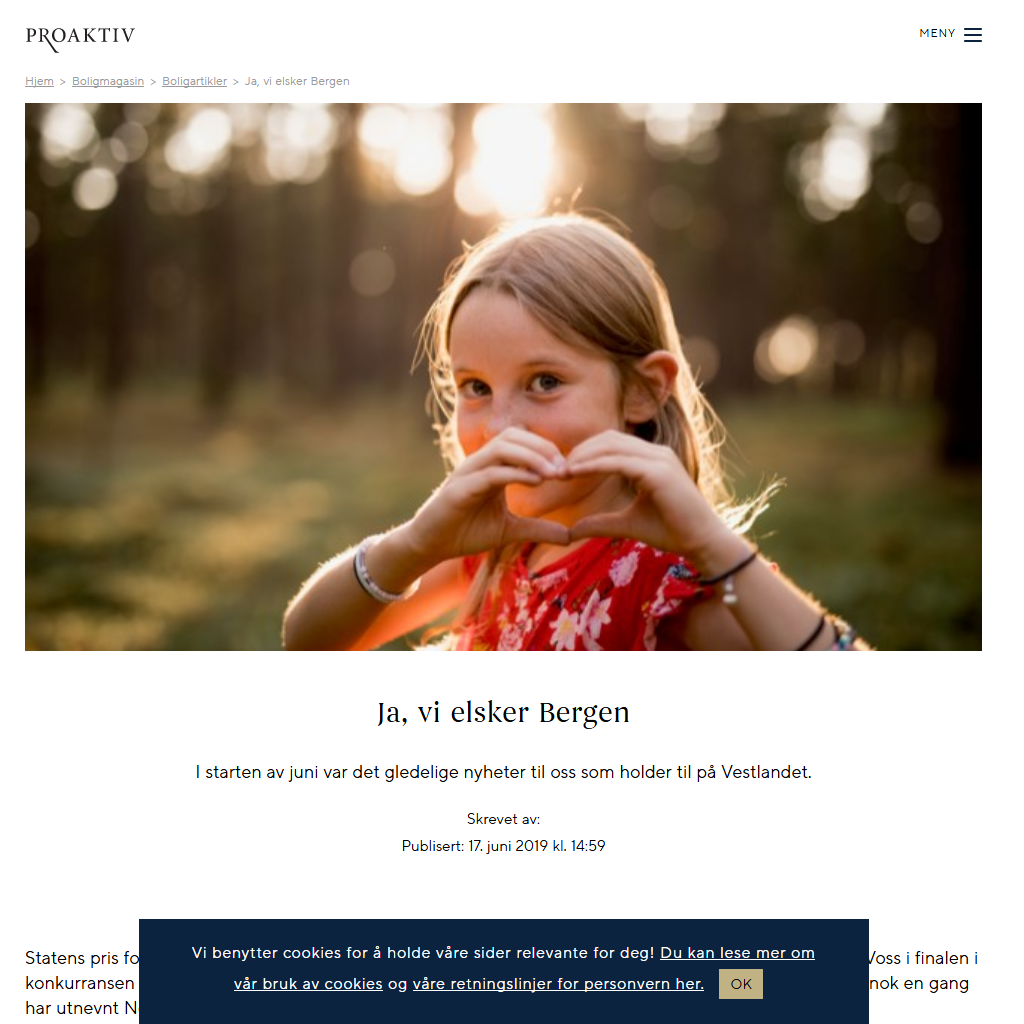 PROAKTIV
MENY
Hjem > Boligmagasin > Boligartikler > Ja, vi elsker Bergen
Ja, vi elsker Bergen
I starten av juni var det gledelige nyheter til oss som holder til på Vestlandet.
Skrevet av:
Publisert: 17. juni 2019 kl. 14:59
Statens pris fo
Voss i finalen i
konkurransen
nok en gang
har utnevnt N
Vi benytter cookies for å holde våre sider relevante for deg! Du kan lese mer om
vår bruk av cookies og våre retningslinjer for personvern her. OK